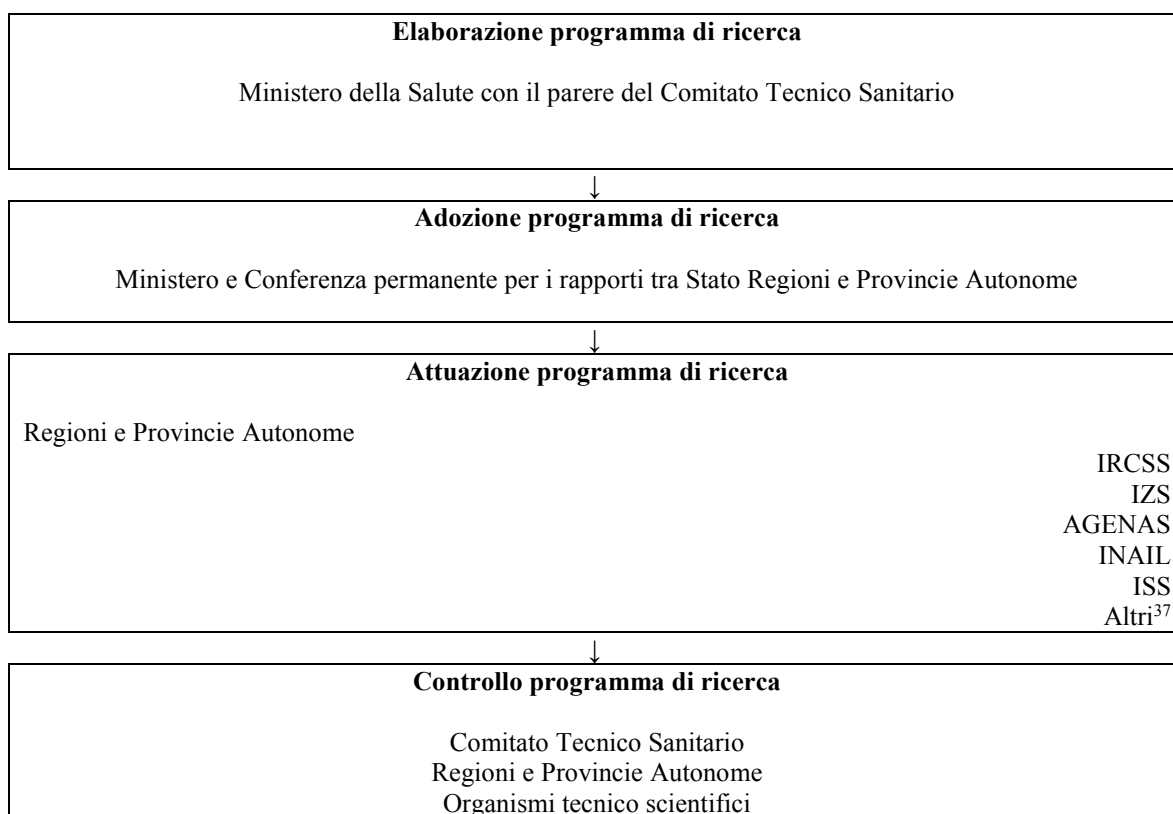 Elaborazione programma di ricerca
Ministero della Salute con il parere del Comitato Tecnico Sanitario
↓
Adozione programma di ricerca
Ministero e Conferenza permanente per i rapporti tra Stato Regioni e Provincie Autonome
↓
Attuazione programma di ricerca
Regioni e Provincie Autonome
IRCSS
IZS
AGENAS
INAIL
ISS
Altri³⁷
↓
Controllo programma di ricerca
Comitato Tecnico Sanitario
Regioni e Provincie Autonome
Organismi tecnico scientifici